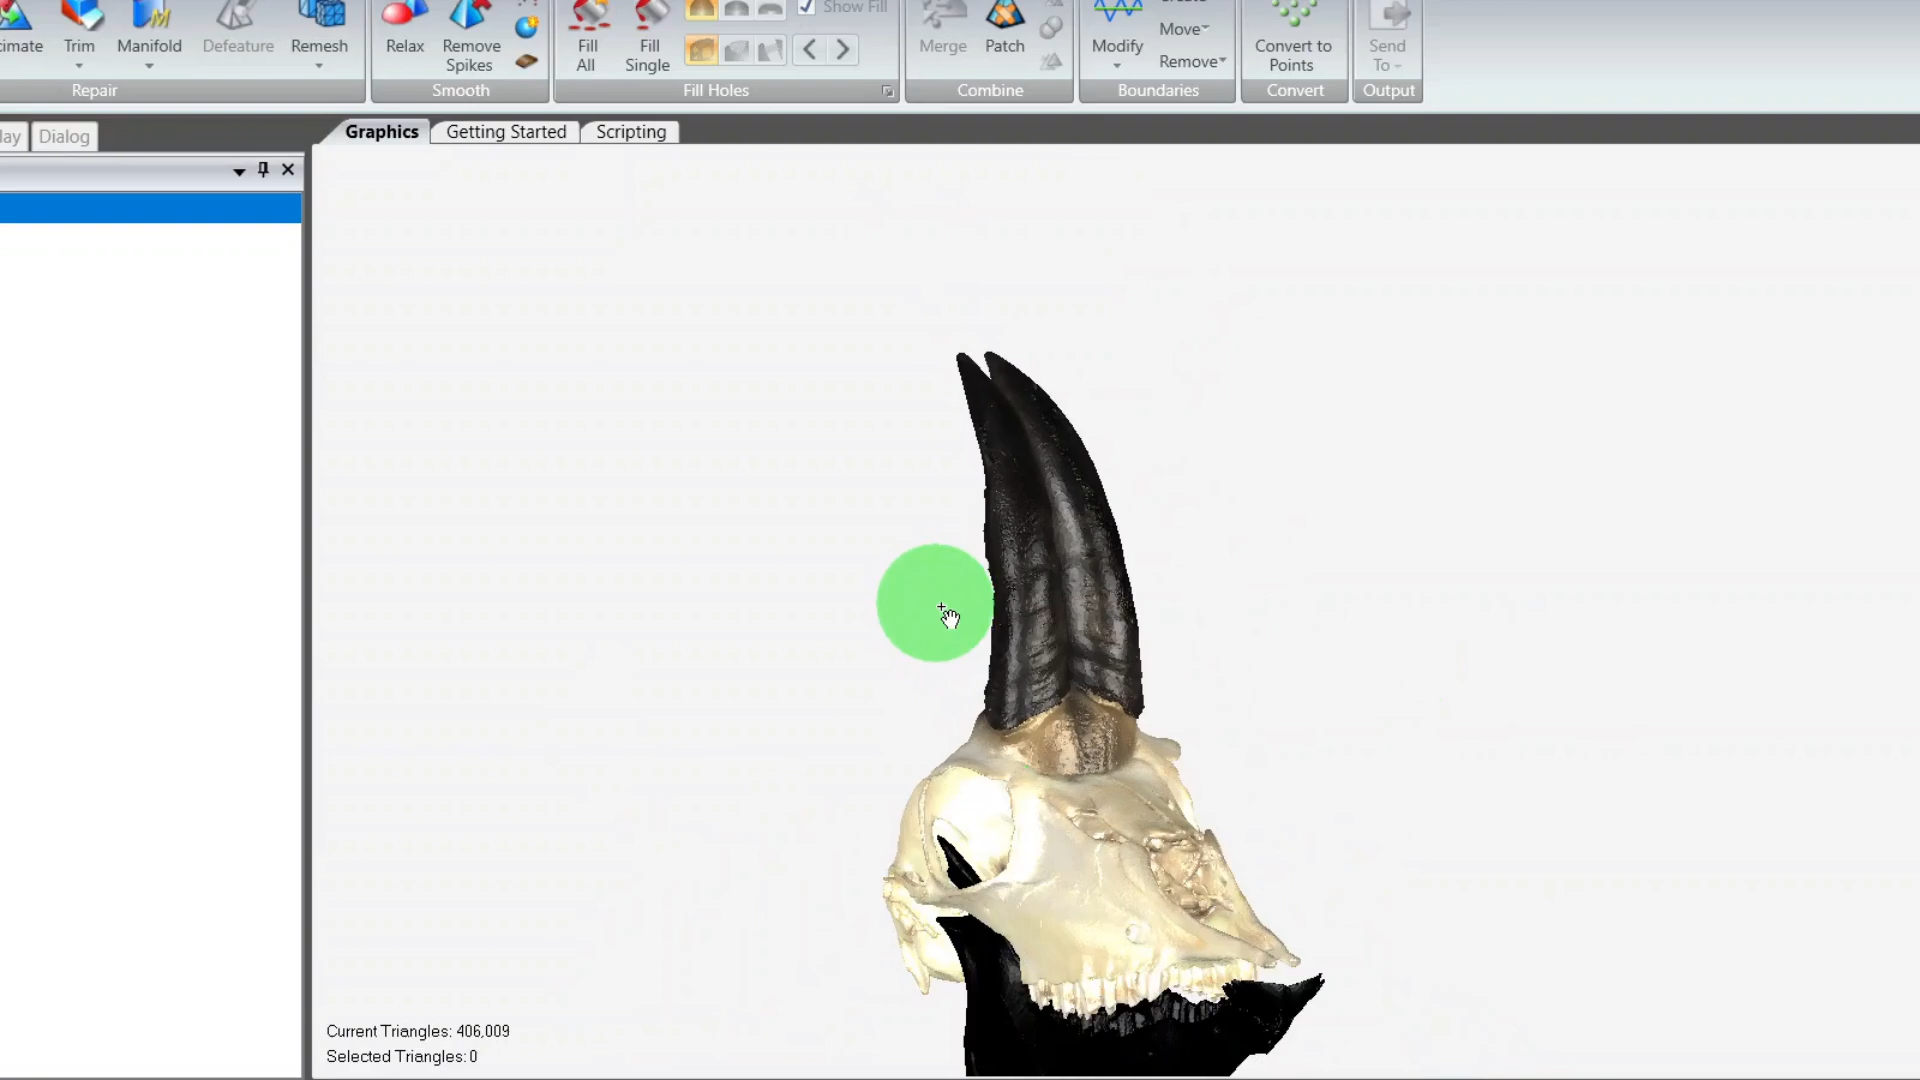 Show Fill
Trim
Manifold
Defeature
Remesh
Relax
Remove
Spikes
Fill
All
Fill
Single
Merge
Patch
Modify
Move
Remove
Convert to
Points
Send
To
Repair
Smooth
Fill Holes
Combine
Boundaries
Convert
Output
Dialog
Graphics
Getting Started
Scripting
Current Triangles: 406,009
Selected Triangles: 0